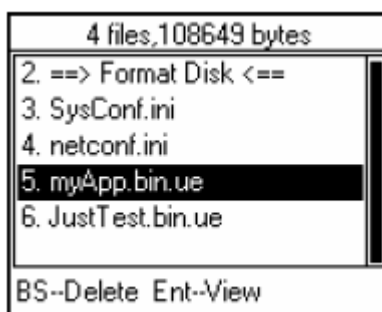 4 files,108649 bytes
2. ==> Format Disk <==
3. SysConf.ini
4. netconf.ini
5. myApp.bin.ue
6. JustTest.bin.ue
BS--Delete Ent--View